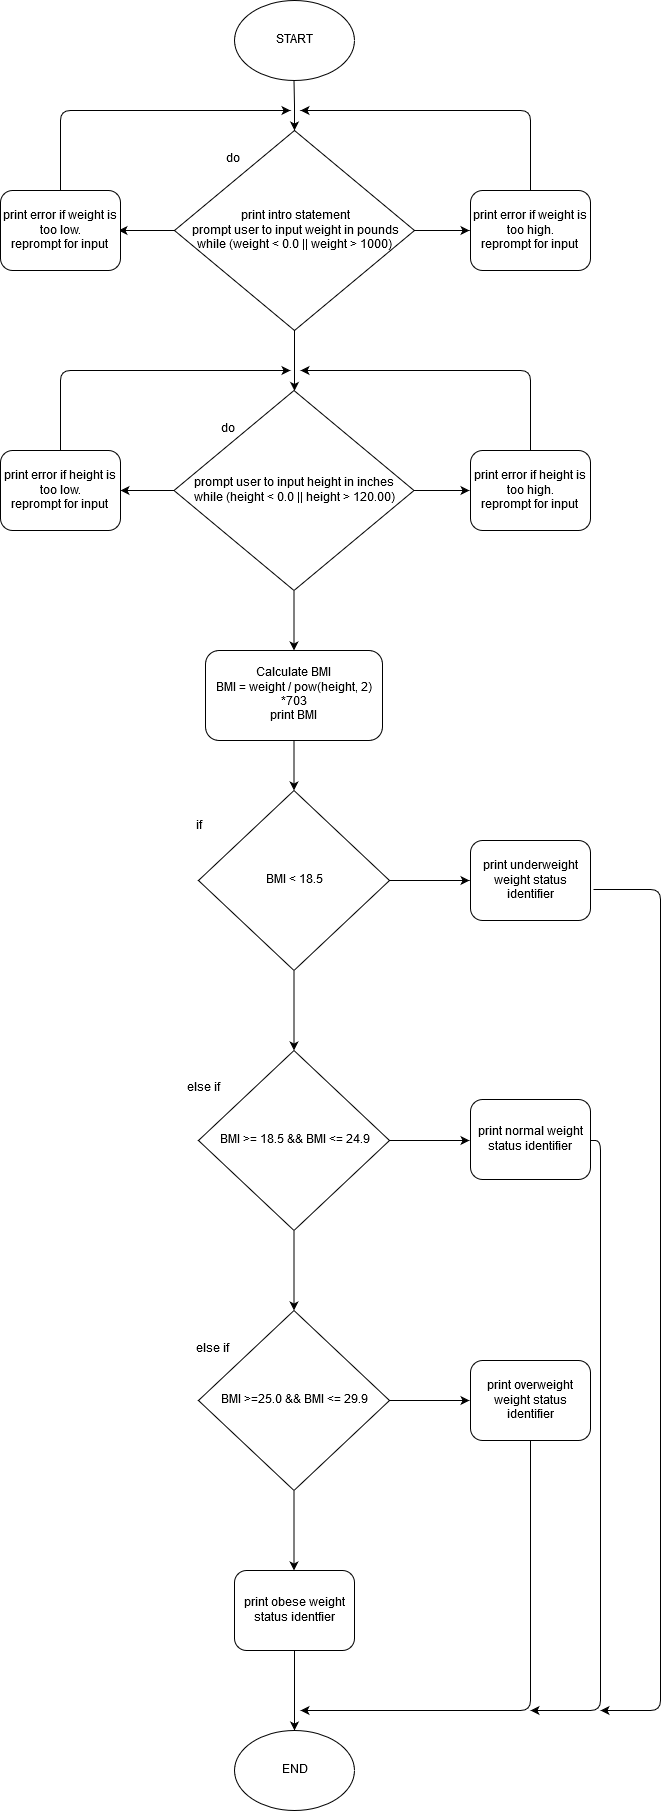 START
do
print intro statement
prompt user to input weight in pounds
while (weight < 0.0 || weight > 1000)
print error if weight is
too low.
reprompt for input
print error if weight is
too high.
reprompt for input
do
prompt user to input height in inches
while (height < 0.0 || height > 120.00)
print error if height is
too low.
reprompt for input
print error if height is
too high.
reprompt for input
Calculate BMI
BMI = weight / pow(height, 2)
*703
print BMI
if
BMI < 18.5
print underweight
weight status
identifier
else if
BMI >= 18.5 && BMI <= 24.9
print normal weight
status identifier
else if
BMI >=25.0 && BMI <= 29.9
print overweight
weight status
identifier
print obese weight
status identfier
END